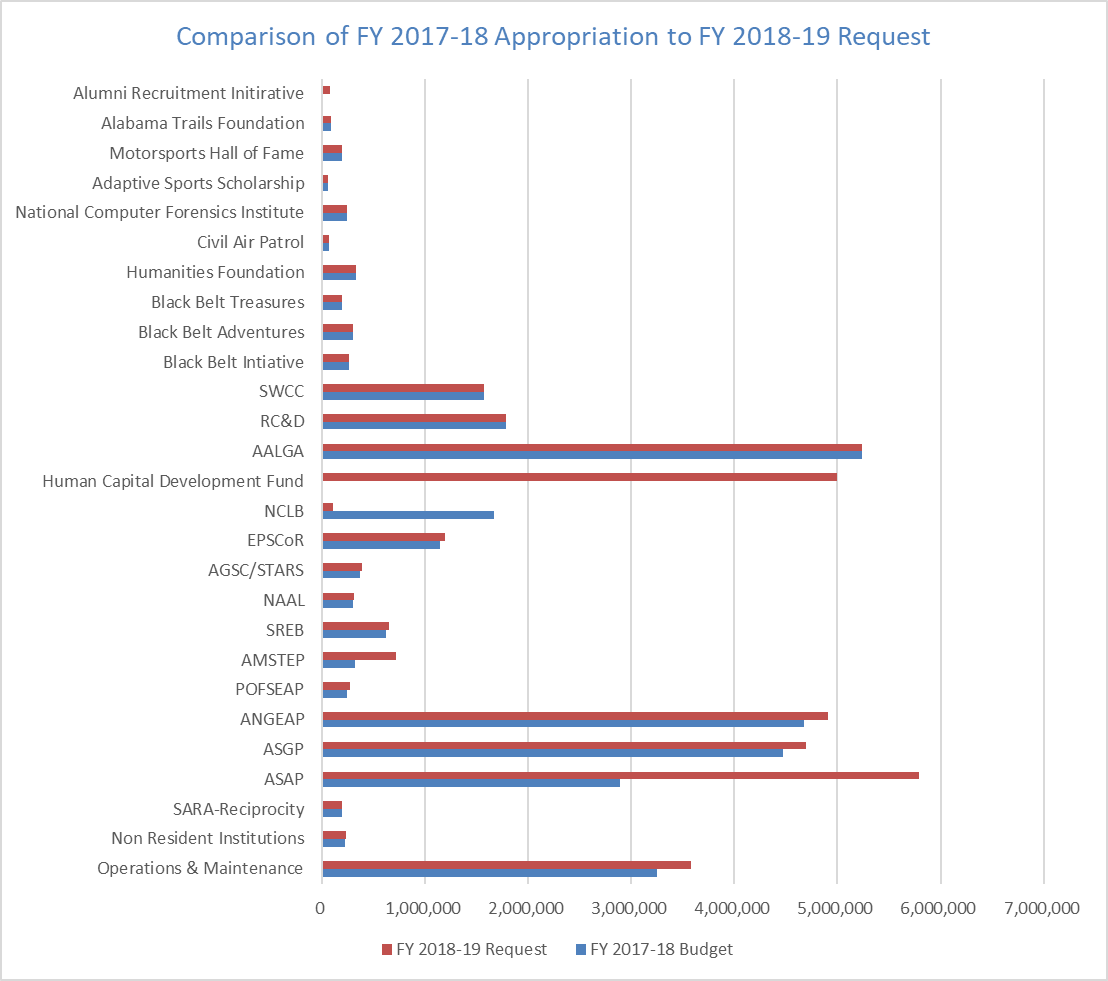 Comparison of FY 2017-18 Appropriation to FY 2018-19 Request
Alumni Recruitment Initirative
Alabama Trails Foundation
Motorsports Hall of Fame
Adaptive Sports Scholarship
National Computer Forensics Institute
Civil Air Patrol
Humanities Foundation
Black Belt Treasures
Black Belt Adventures
Black Belt Intiative
SWCC
RC&D
AALGA
Human Capital Development Fund
NCLB
EPSCoR
AGSC/STARS
NAAL
SREB
AMSTEP
POFSEAP
ANGEAP
ASGP
ASAP
SARA-Reciprocity
Non Resident Institutions
Operations & Maintenance
0 1,000,000 2,000,000 3,000,000 4,000,000 5,000,000 6,000,000 7,000,000
FY 2018-19 Request FY 2017-18 Budget